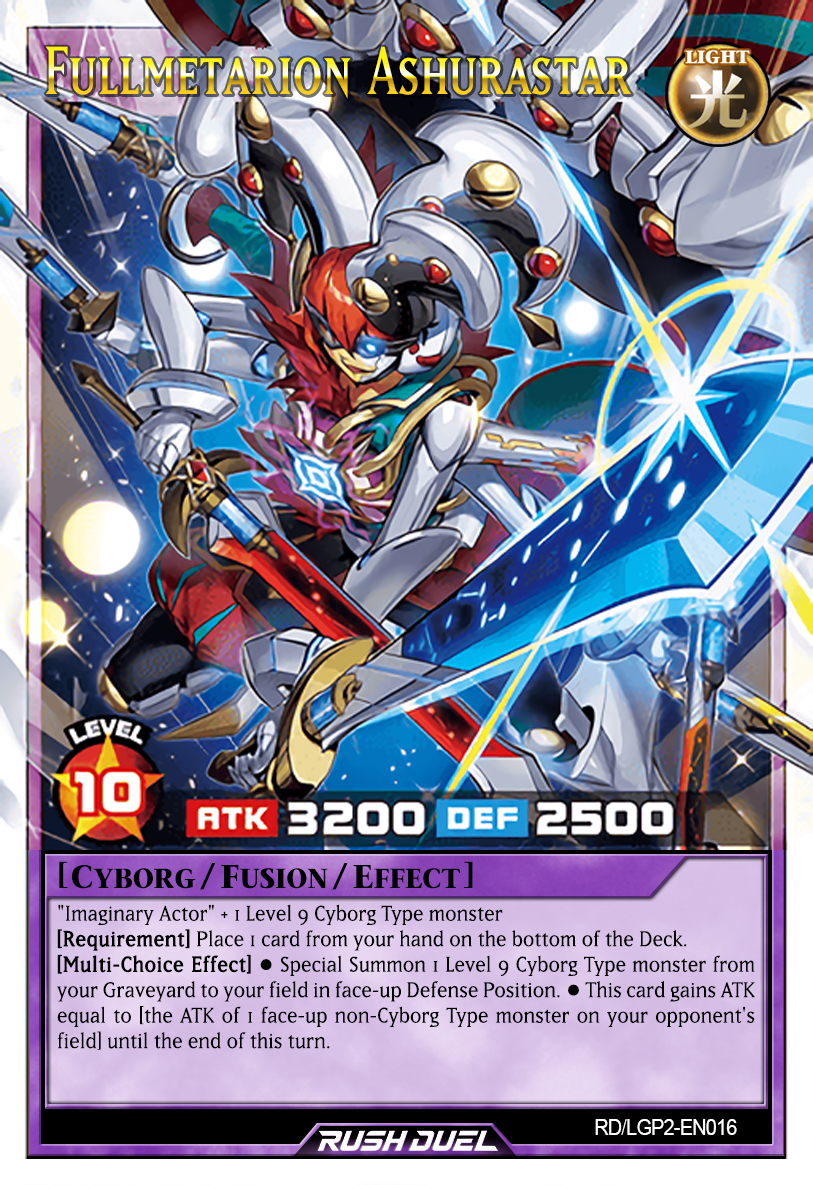 Fullmetarion Ashurastar
LIGHT
光
LEVEL
10
ATK 3200 DEF 2500
[Cyborg / Fusion / Effect]
"Imaginary Actor" + 1 Level 9 Cyborg Type monster
[Requirement] Place 1 card from your hand on the bottom of the Deck.
[Multi-Choice Effect] ● Special Summon 1 Level 9 Cyborg Type monster from
your Graveyard to your field in face-up Defense Position. ● This card gains ATK
equal to [the ATK of 1 face-up non-Cyborg Type monster on your opponent's
field] until the end of this turn.
RD/LGP2-EN016
RUSH DUEL